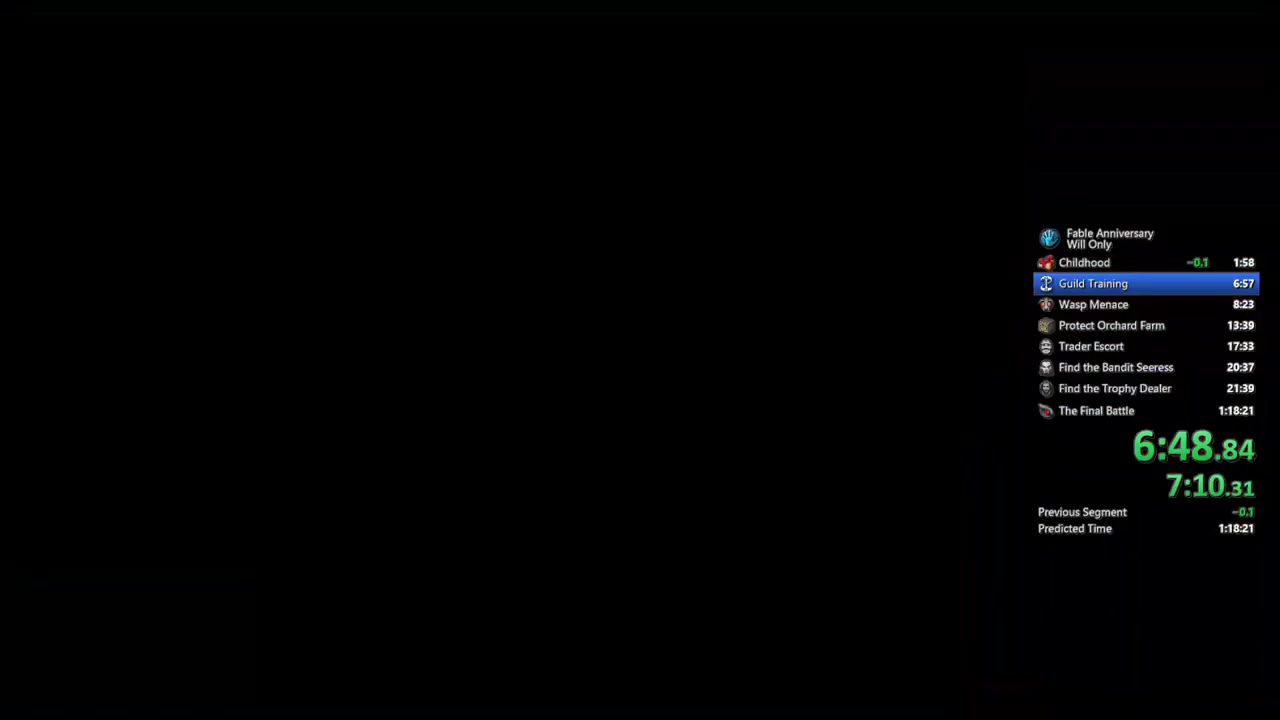 Fable Anniversary
Will Only
Childhood -0.1 1:58
Guild Training 6:57
Wasp Menace 8:23
Protect Orchard Farm 13:39
Trader Escort 17:33
Find the Bandit Seeress 20:37
Find the Trophy Dealer 21:39
The Final Battle 1:18:21
6:48.84
7:10.31
Previous Segment -0.1
Predicted Time 1:18:21